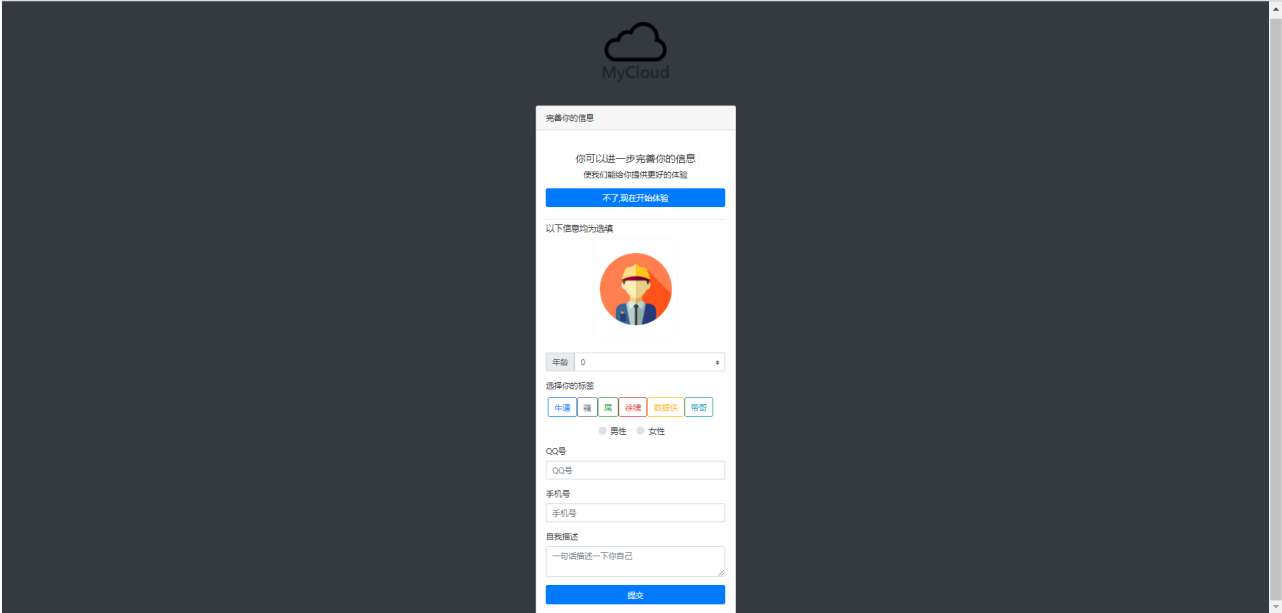 MyCloud
完善你的信息
你可以进一步完善你的信息
使我们能给你提供更好的体验
不了,现在开始体验
以下信息均为选填
年龄 0
选择你的标签
牛逼 骚 屌 徐啸 数据侠 带哥
男性 女性
QQ号
QQ号
手机号
手机号
自我描述
一句话描述一下你自己
提交